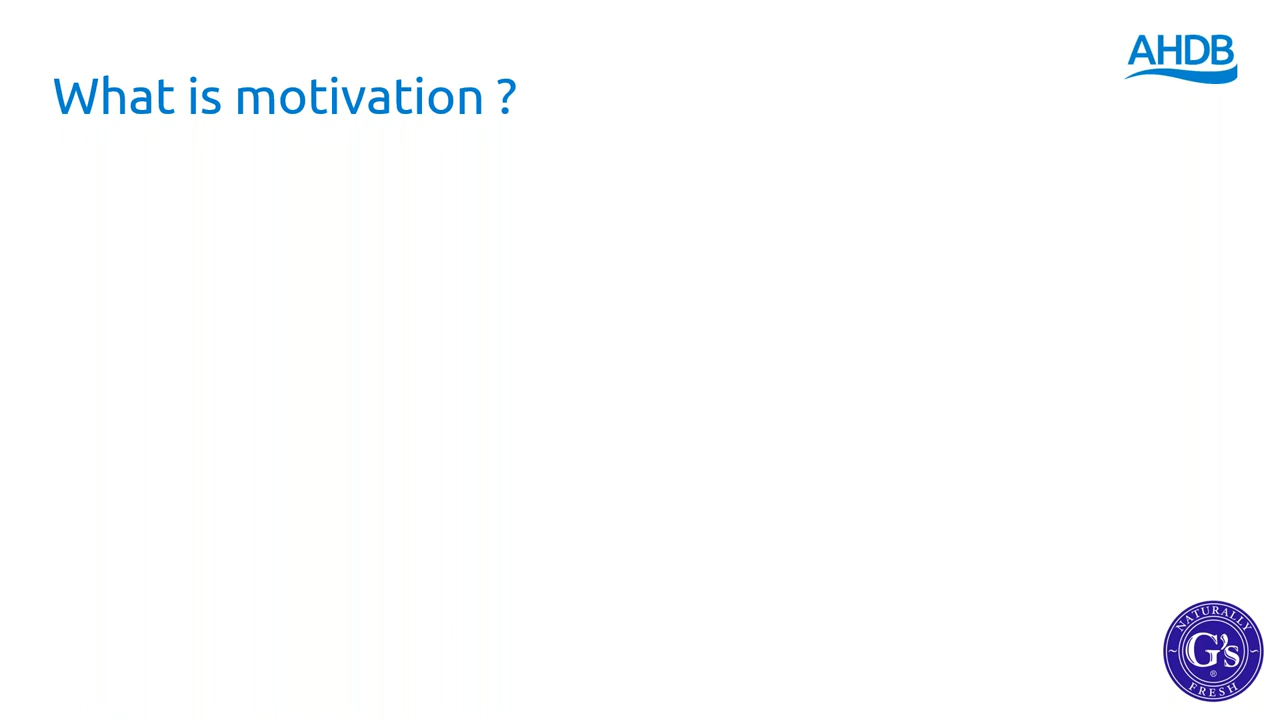 AHDB
What is motivation ?
NATURALLY
G's
®
FRESH